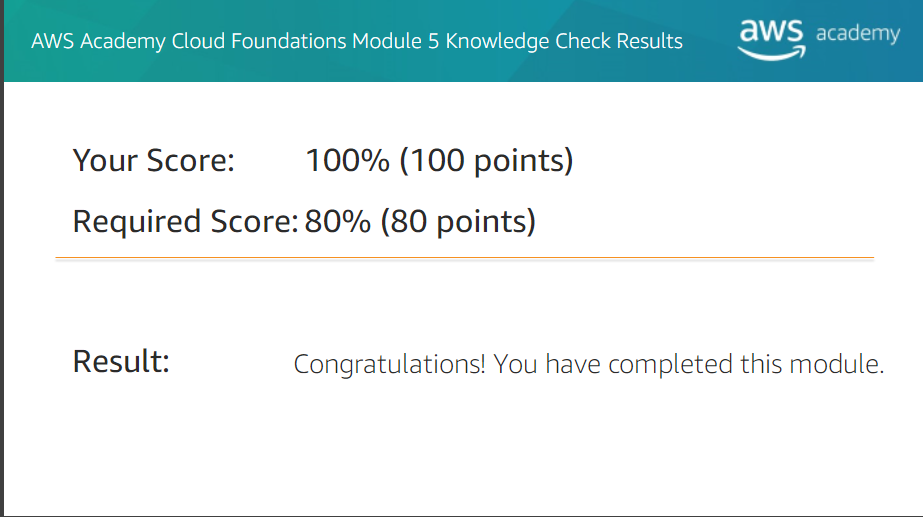 AWS Academy Cloud Foundations Module 5 Knowledge Check Results
aws academy
Your Score: 100% (100 points)
Required Score: 80% (80 points)
Result: Congratulations! You have completed this module.